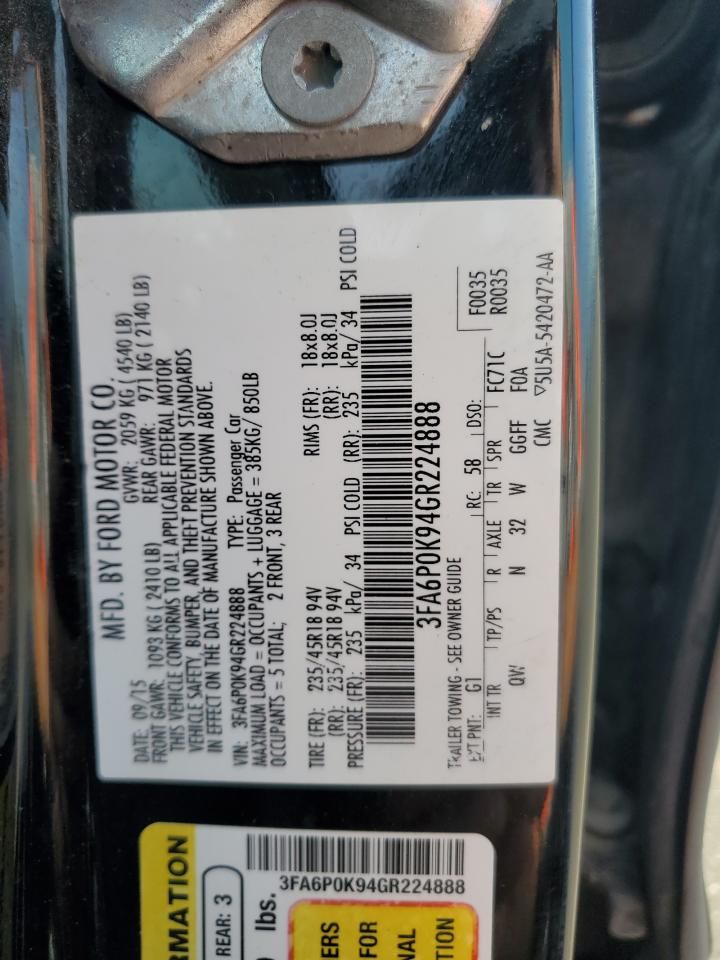 MFD. BY FORD MOTOR CO.
DATE: 09/15 GVWR: 2059 KG ( 4540 LB)
FRONT GAWR: 1093 KG ( 2410 LB) REAR GAWR: 971 KG ( 2140 LB)
THIS VEHICLE CONFORMS TO ALL APPLICABLE FEDERAL MOTOR
VEHICLE SAFETY, BUMPER, AND THEFT PREVENTION STANDARDS
IN EFFECT ON THE DATE OF MANUFACTURE SHOWN ABOVE.
VIN: 3FA6P0K94GR224888 TYPE: Passenger Car
MAXIMUM LOAD = OCCUPANTS + LUGGAGE = 385KG/ 850LB
OCCUPANTS = 5 TOTAL; 2 FRONT, 3 REAR
TIRE (FR): 235/45R18 94V RIMS (FR): 18x8.0J
(RR): 235/45R18 94V (RR): 18x8.0J
PRESSURE (FR): 235 kPa/ 34 PSI COLD (RR): 235 kPa/ 34 PSI COLD
3FA6P0K94GR224888
TRAILER TOWING - SEE OWNER GUIDE
F0035
EXT PNT: G1 RC: 58 DSO: R0035
INT TR TP/PS R AXLE TR SPR FC71C
QW N 32 W GGFF F0A
CMC ▽5U5A-5420472-AA
RMATION
REAR: 3
lbs.
3FA6P0K94GR224888
ERS
FOR
NAL
TION